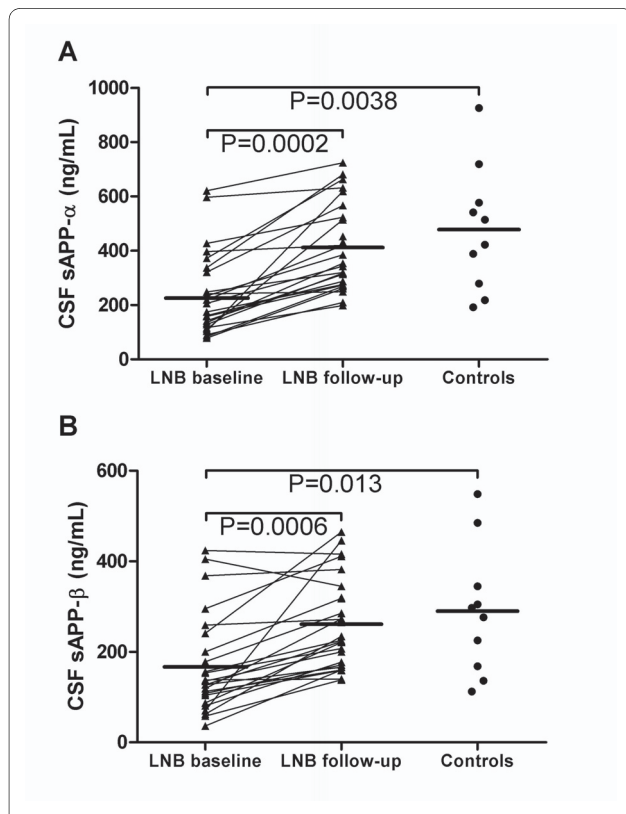 A
P=0.0038
P=0.0002
CSF sAPP-α (ng/mL)
1000
800
600
400
200
0
LNB baseline LNB follow-up Controls
B
P=0.013
P=0.0006
CSF sAPP-β (ng/mL)
600
400
200
0
LNB baseline LNB follow-up Controls